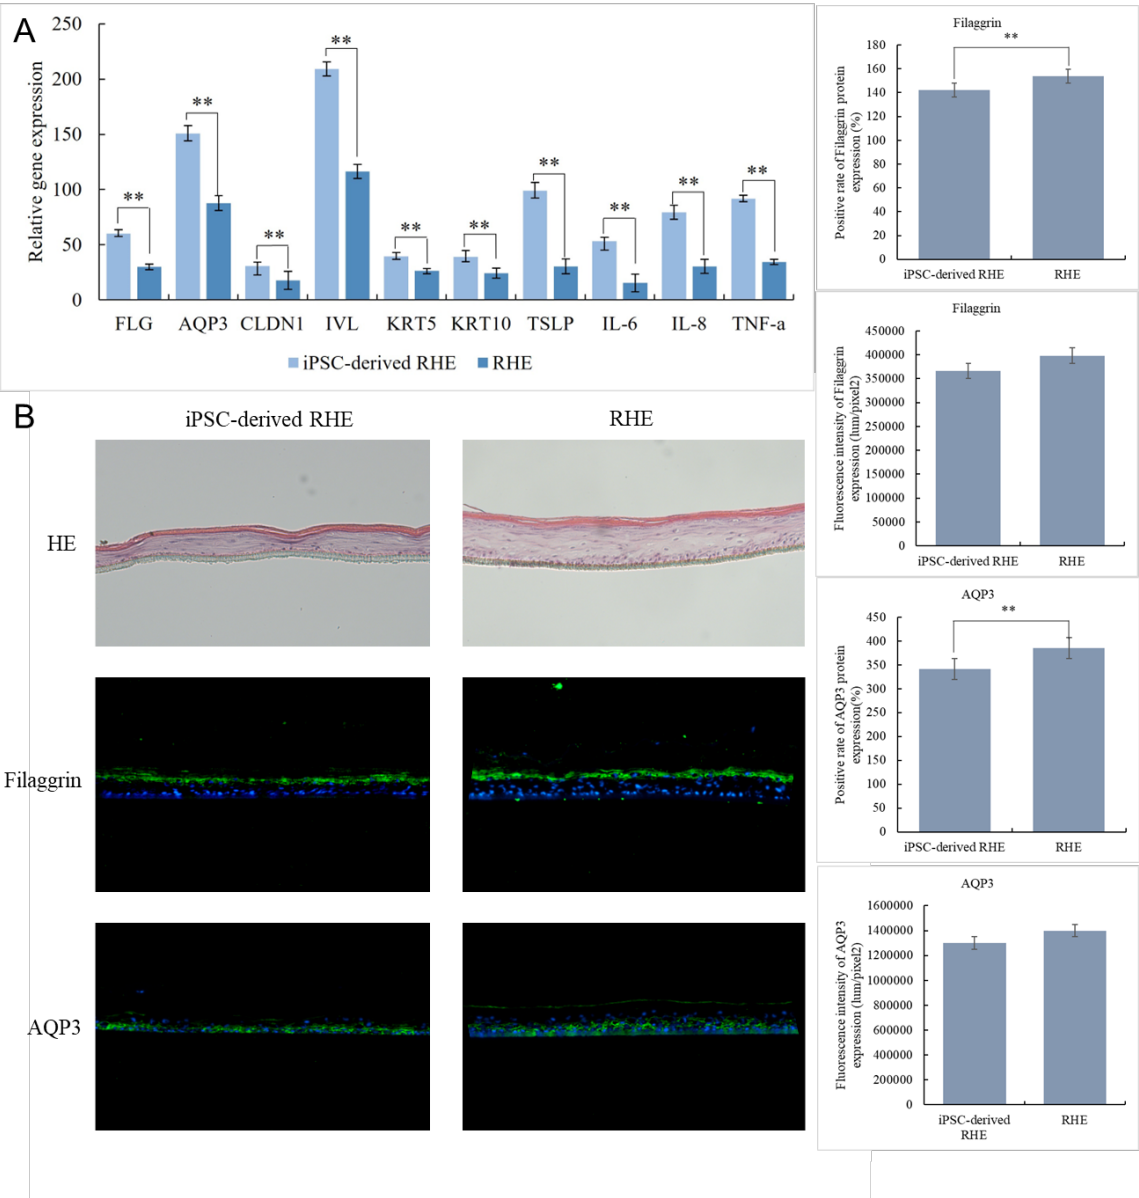 A
Relative gene expression
250
200
150
100
50
0
** ** ** ** ** ** ** ** ** **
FLG AQP3 CLDN1 IVL KRT5 KRT10 TSLP IL-6 IL-8 TNF-a
iPSC-derived RHE RHE
B
iPSC-derived RHE RHE
HE
Filaggrin
AQP3
Filaggrin
**
Positive rate of Filaggrin protein
expression (%)
180
160
140
120
100
80
60
40
20
0
iPSC-derived RHE RHE
Filaggrin
Fluorescence intensity of Filaggrin
expression (lum/pixel2)
450000
400000
350000
300000
250000
200000
150000
100000
50000
0
iPSC-derived RHE RHE
AQP3
**
Positive rate of AQP3 protein
expression(%)
450
400
350
300
250
200
150
100
50
0
iPSC-derived RHE RHE
AQP3
Fluorescence intensity of AQP3
expression (lum/pixel2)
1600000
1400000
1200000
1000000
800000
600000
400000
200000
0
iPSC-derived RHE
RHE